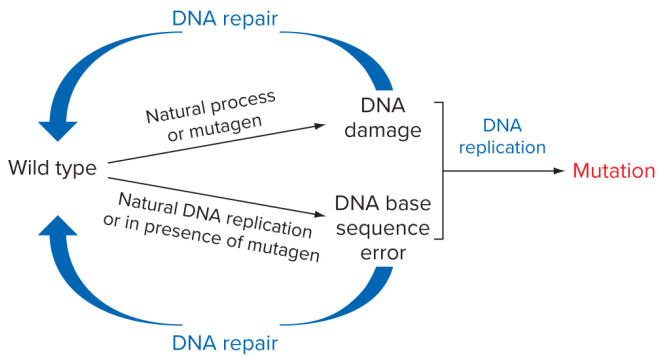 DNA repair
Natural process
or mutagen
DNA
damage
DNA
replication
Wild type
Mutation
Natural DNA replication
or in presence of mutagen
DNA base
sequence
error
DNA repair